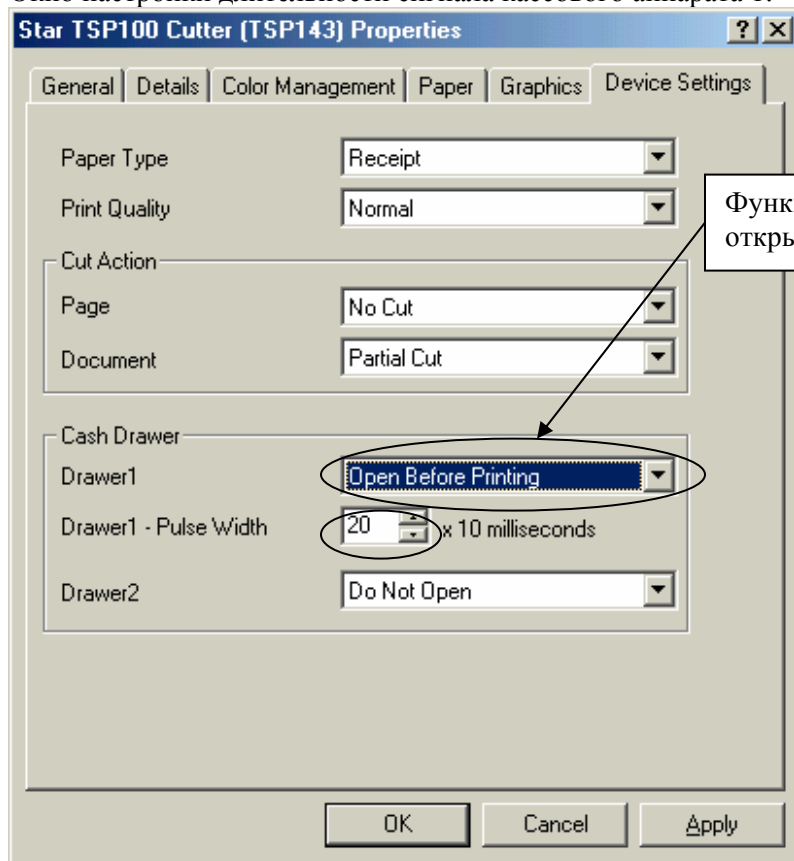 Star TSP100 Cutter (TSP143) Properties
General Details Color Management Paper Graphics Device Settings
Paper Type Receipt
Print Quality Normal
Cut Action
Page No Cut
Document Partial Cut
Cash Drawer
Drawer1 Open Before Printing
Drawer1 - Pulse Width 20 x 10 milliseconds
Drawer2 Do Not Open
OK Cancel Apply